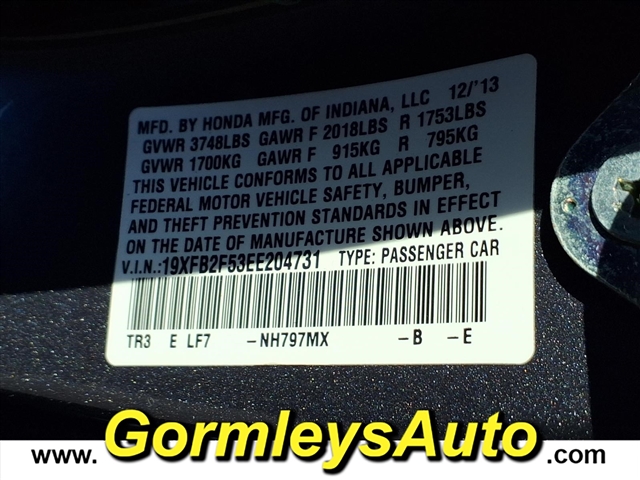 MFD. BY HONDA MFG. OF INDIANA, LLC 12/'13
GVWR 3748LBS GAWR F 2018LBS R 1753LBS
GVWR 1700KG GAWR F 915KG R 795KG
THIS VEHICLE CONFORMS TO ALL APPLICABLE
FEDERAL MOTOR VEHICLE SAFETY, BUMPER,
AND THEFT PREVENTION STANDARDS IN EFFECT
ON THE DATE OF MANUFACTURE SHOWN ABOVE.
V.I.N.:19XFB2F53EE204731 TYPE: PASSENGER CAR
TR3 E LF7 -NH797MX -B -E
www.GormleysAuto.com